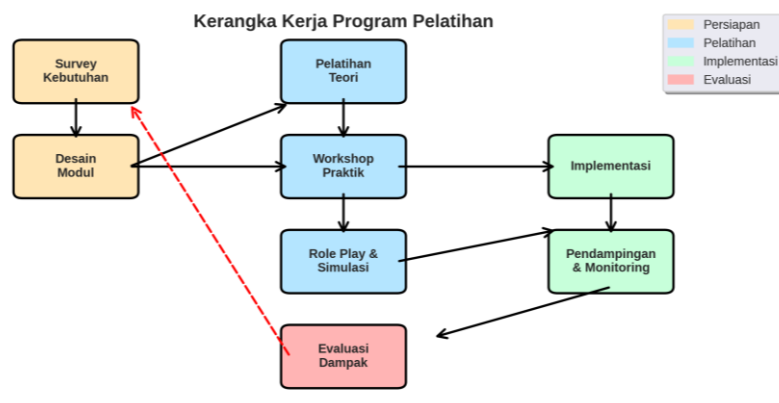 Kerangka Kerja Program Pelatihan
Persiapan
Pelatihan
Implementasi
Evaluasi
Survey
Kebutuhan
Pelatihan
Teori
Desain
Modul
Workshop
Praktik
Implementasi
Role Play &
Simulasi
Pendampingan
& Monitoring
Evaluasi
Dampak